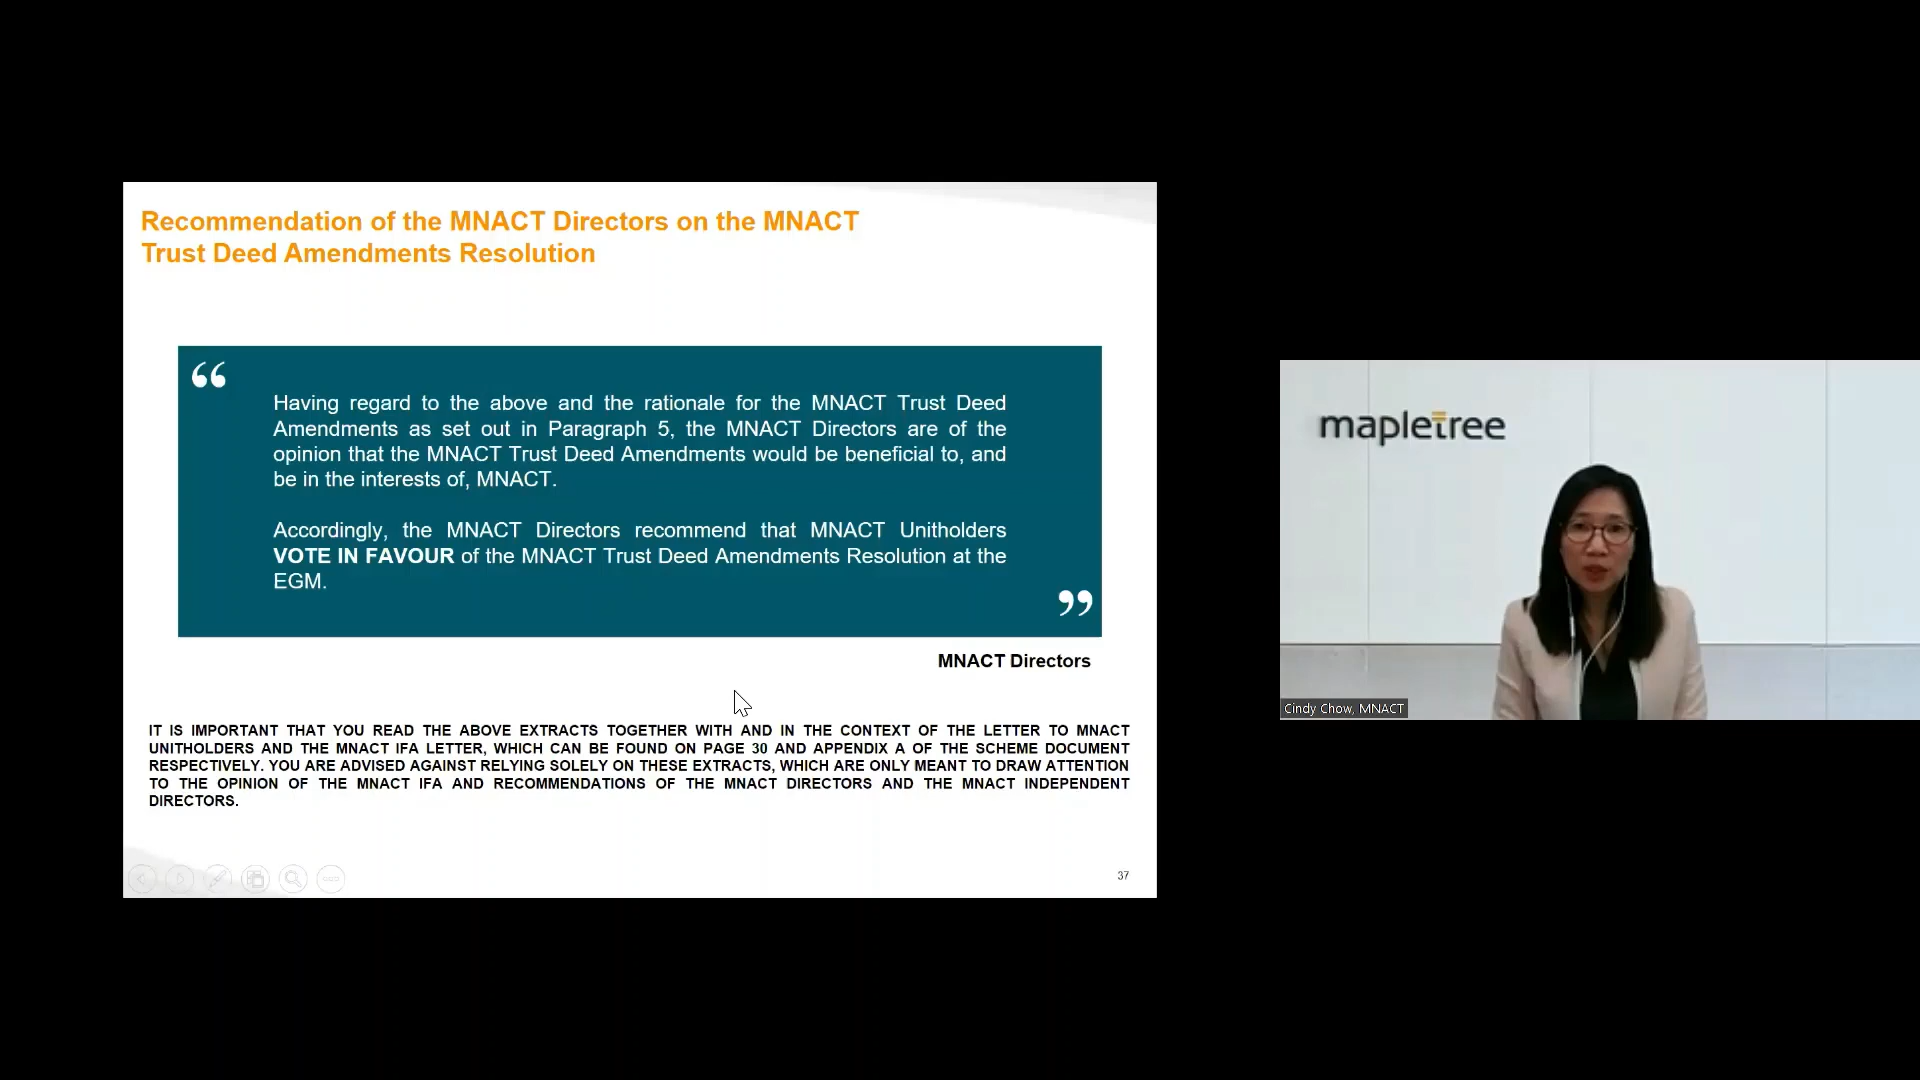 Recommendation of the MNACT Directors on the MNACT
Trust Deed Amendments Resolution
“
Having regard to the above and the rationale for the MNACT Trust Deed
Amendments as set out in Paragraph 5, the MNACT Directors are of the
opinion that the MNACT Trust Deed Amendments would be beneficial to, and
be in the interests of, MNACT.
Accordingly, the MNACT Directors recommend that MNACT Unitholders
VOTE IN FAVOUR of the MNACT Trust Deed Amendments Resolution at the
EGM.
”
MNACT Directors
IT IS IMPORTANT THAT YOU READ THE ABOVE EXTRACTS TOGETHER WITH AND IN THE CONTEXT OF THE LETTER TO MNACT
UNITHOLDERS AND THE MNACT IFA LETTER, WHICH CAN BE FOUND ON PAGE 30 AND APPENDIX A OF THE SCHEME DOCUMENT
RESPECTIVELY. YOU ARE ADVISED AGAINST RELYING SOLELY ON THESE EXTRACTS, WHICH ARE ONLY MEANT TO DRAW ATTENTION
TO THE OPINION OF THE MNACT IFA AND RECOMMENDATIONS OF THE MNACT DIRECTORS AND THE MNACT INDEPENDENT
DIRECTORS.
37
mapletree
Cindy Chow, MNACT